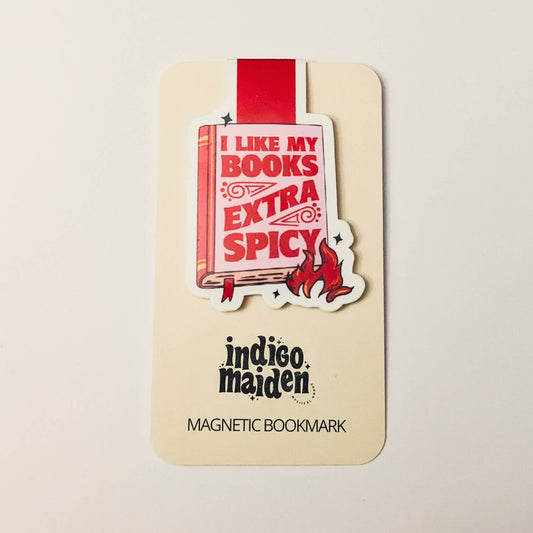 I LIKE MY
BOOKS
EXTRA
SPICY
indigo
maiden
MAGNETIC BOOKMARK